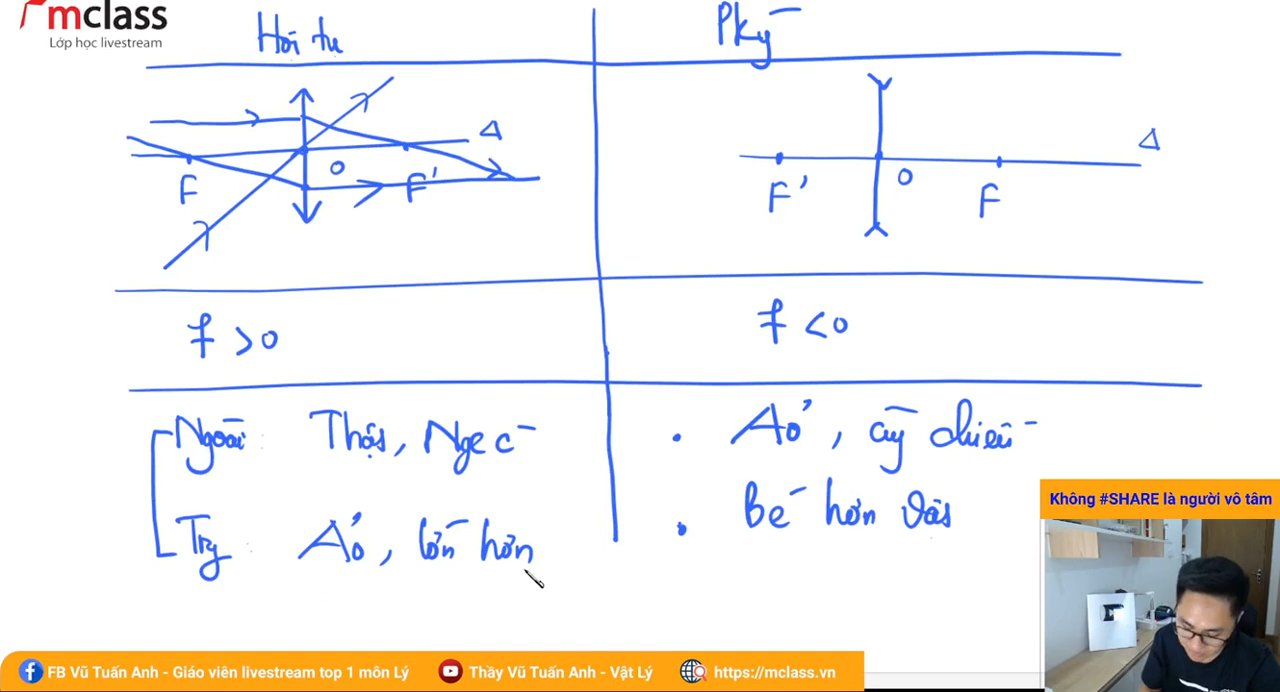 mclass
Lớp học livestream
Hội tụ
Pkỳ
Δ
F O F'
Δ
F' O F
f > 0
f < 0
Ngoài: Thật, Ngc
Ảo, cg chiều
Trg: Ảo, lớn hơn
Bé hơn vật
Không #SHARE là người vô tâm
FB Vũ Tuấn Anh - Giáo viên livestream top 1 môn Lý
Thầy Vũ Tuấn Anh - Vật Lý
https://mclass.vn